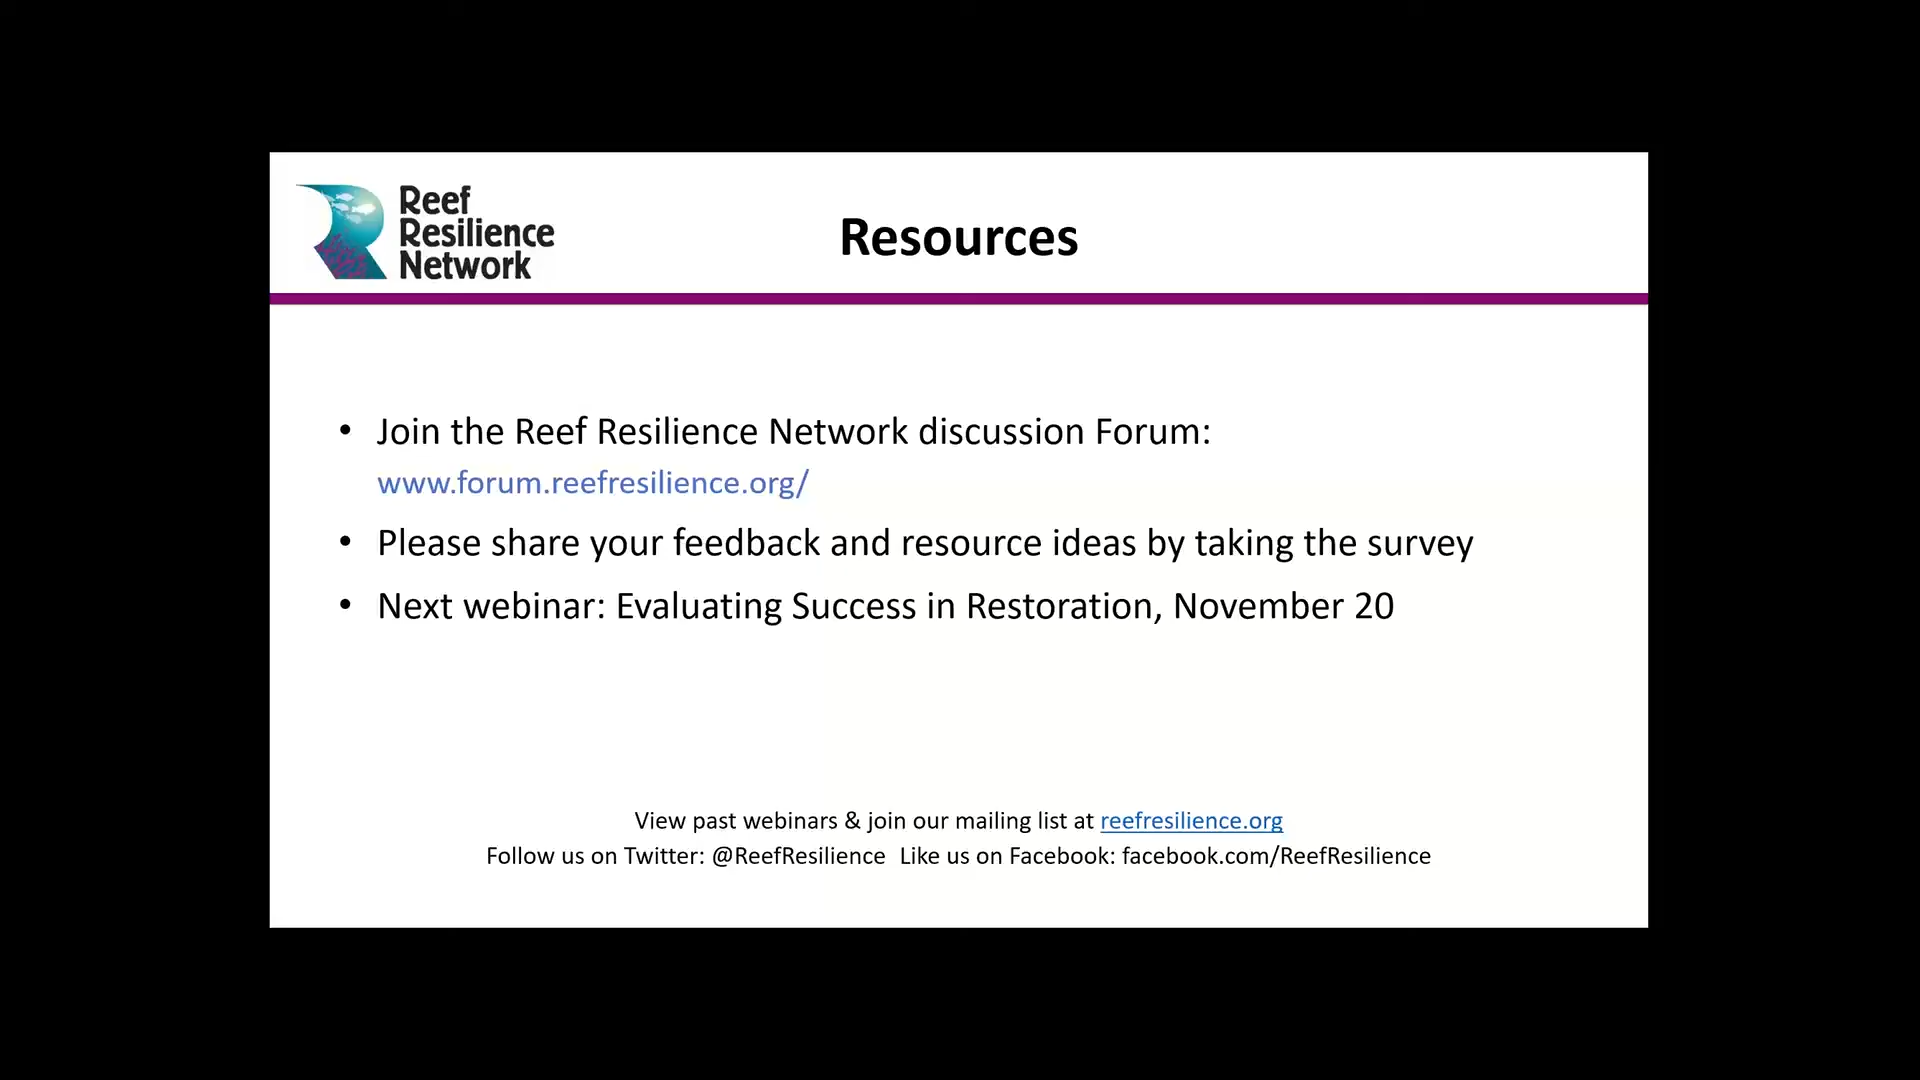 Reef
Resilience
Network
Resources
• Join the Reef Resilience Network discussion Forum:
www.forum.reefresilience.org/
• Please share your feedback and resource ideas by taking the survey
• Next webinar: Evaluating Success in Restoration, November 20
View past webinars & join our mailing list at reefresilience.org
Follow us on Twitter: @ReefResilience  Like us on Facebook: facebook.com/ReefResilience